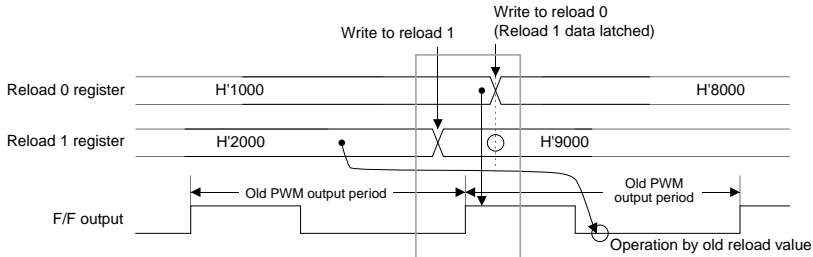 Write to reload 0
(Reload 1 data latched)
Write to reload 1
Reload 0 register
H'1000
H'8000
Reload 1 register
H'2000
H'9000
Old PWM output period
Old PWM
output period
F/F output
Operation by old reload value